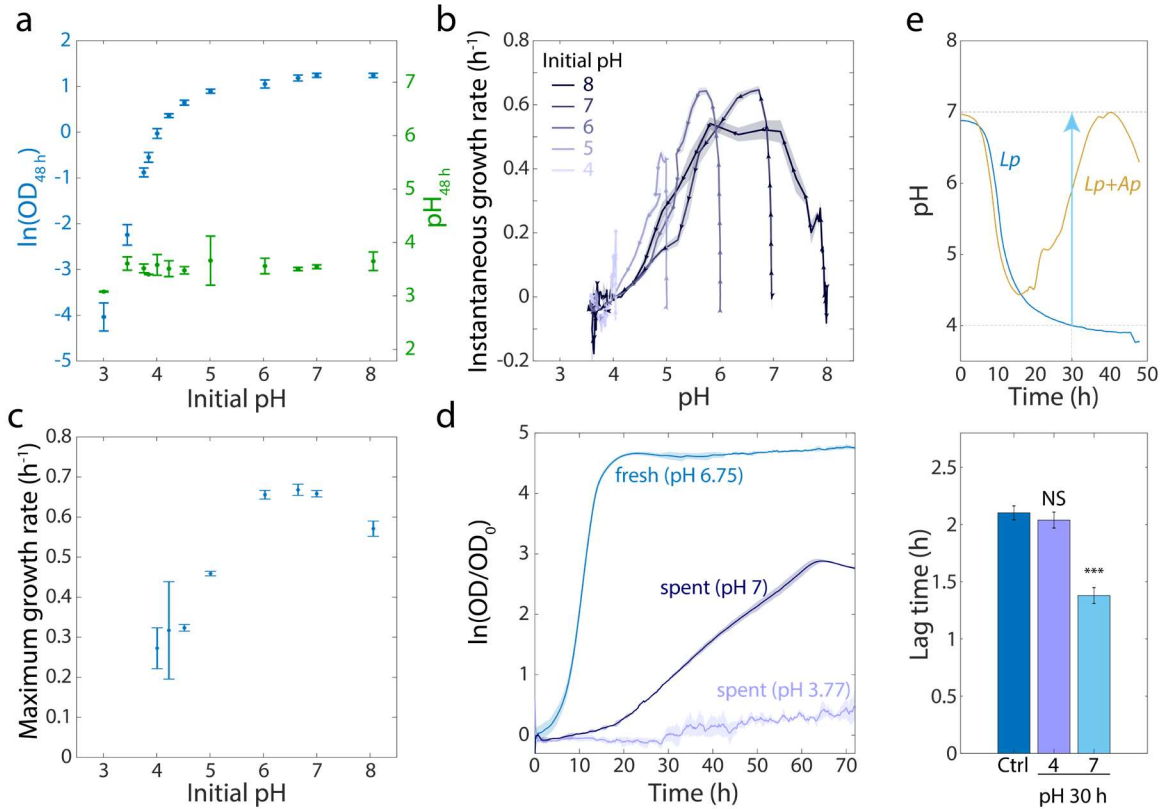 a
ln(OD48 h)
2
1
0
-1
-2
-3
-4
-5
7
6
5
4
3
2
pH48 h
3 4 5 6 7 8
Initial pH
b
Instantaneous growth rate (h-1)
0.8
0.6
0.4
0.2
0
-0.2
Initial pH
8
7
6
5
4
3 4 5 6 7 8
pH
c
Maximum growth rate (h-1)
0.8
0.7
0.6
0.5
0.4
0.3
0.2
0.1
0
3 4 5 6 7 8
Initial pH
d
ln(OD/OD0)
5
4
3
2
1
0
fresh (pH 6.75)
spent (pH 7)
spent (pH 3.77)
0 10 20 30 40 50 60 70
Time (h)
e
pH
8
7
6
5
4
Lp
Lp+Ap
0 10 20 30 40 50
Time (h)
Lag time (h)
2.5
2
1.5
1
0.5
0
NS
***
Ctrl 4 7
pH 30 h